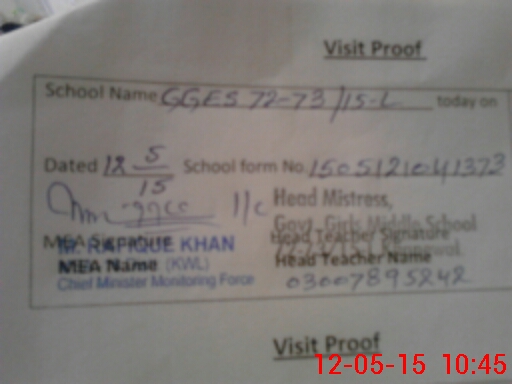 Visit Proof
School Name GGES 72-73/15-L today on
Dated 12 5/15 School form No. 1505121041373
I/c Head Mistress,
Govt. Girls Middle School
MEA Signature Head Teacher Signature
M. RAFIQUE KHAN
MEA Name (KWL) Head Teacher Name
Chief Minister Monitoring Force 03007895242
Visit Proof
12-05-15 10:45